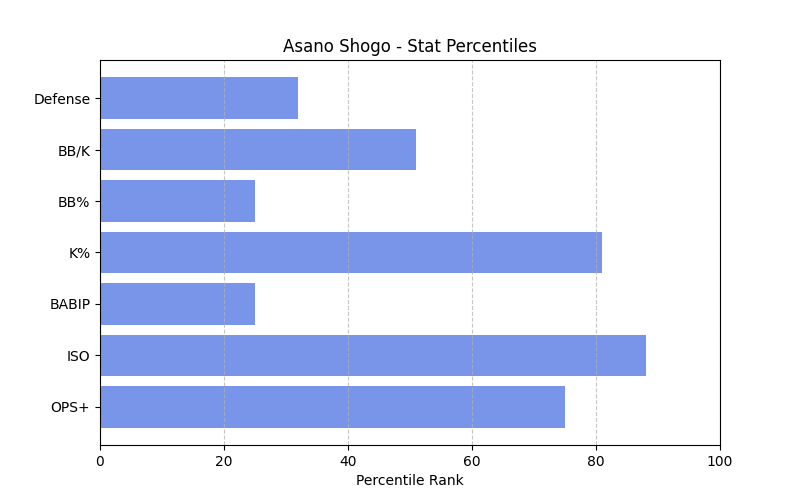 Asano Shogo - Stat Percentiles
Defense
BB/K
BB%
K%
BABIP
ISO
OPS+
0 20 40 60 80 100
Percentile Rank